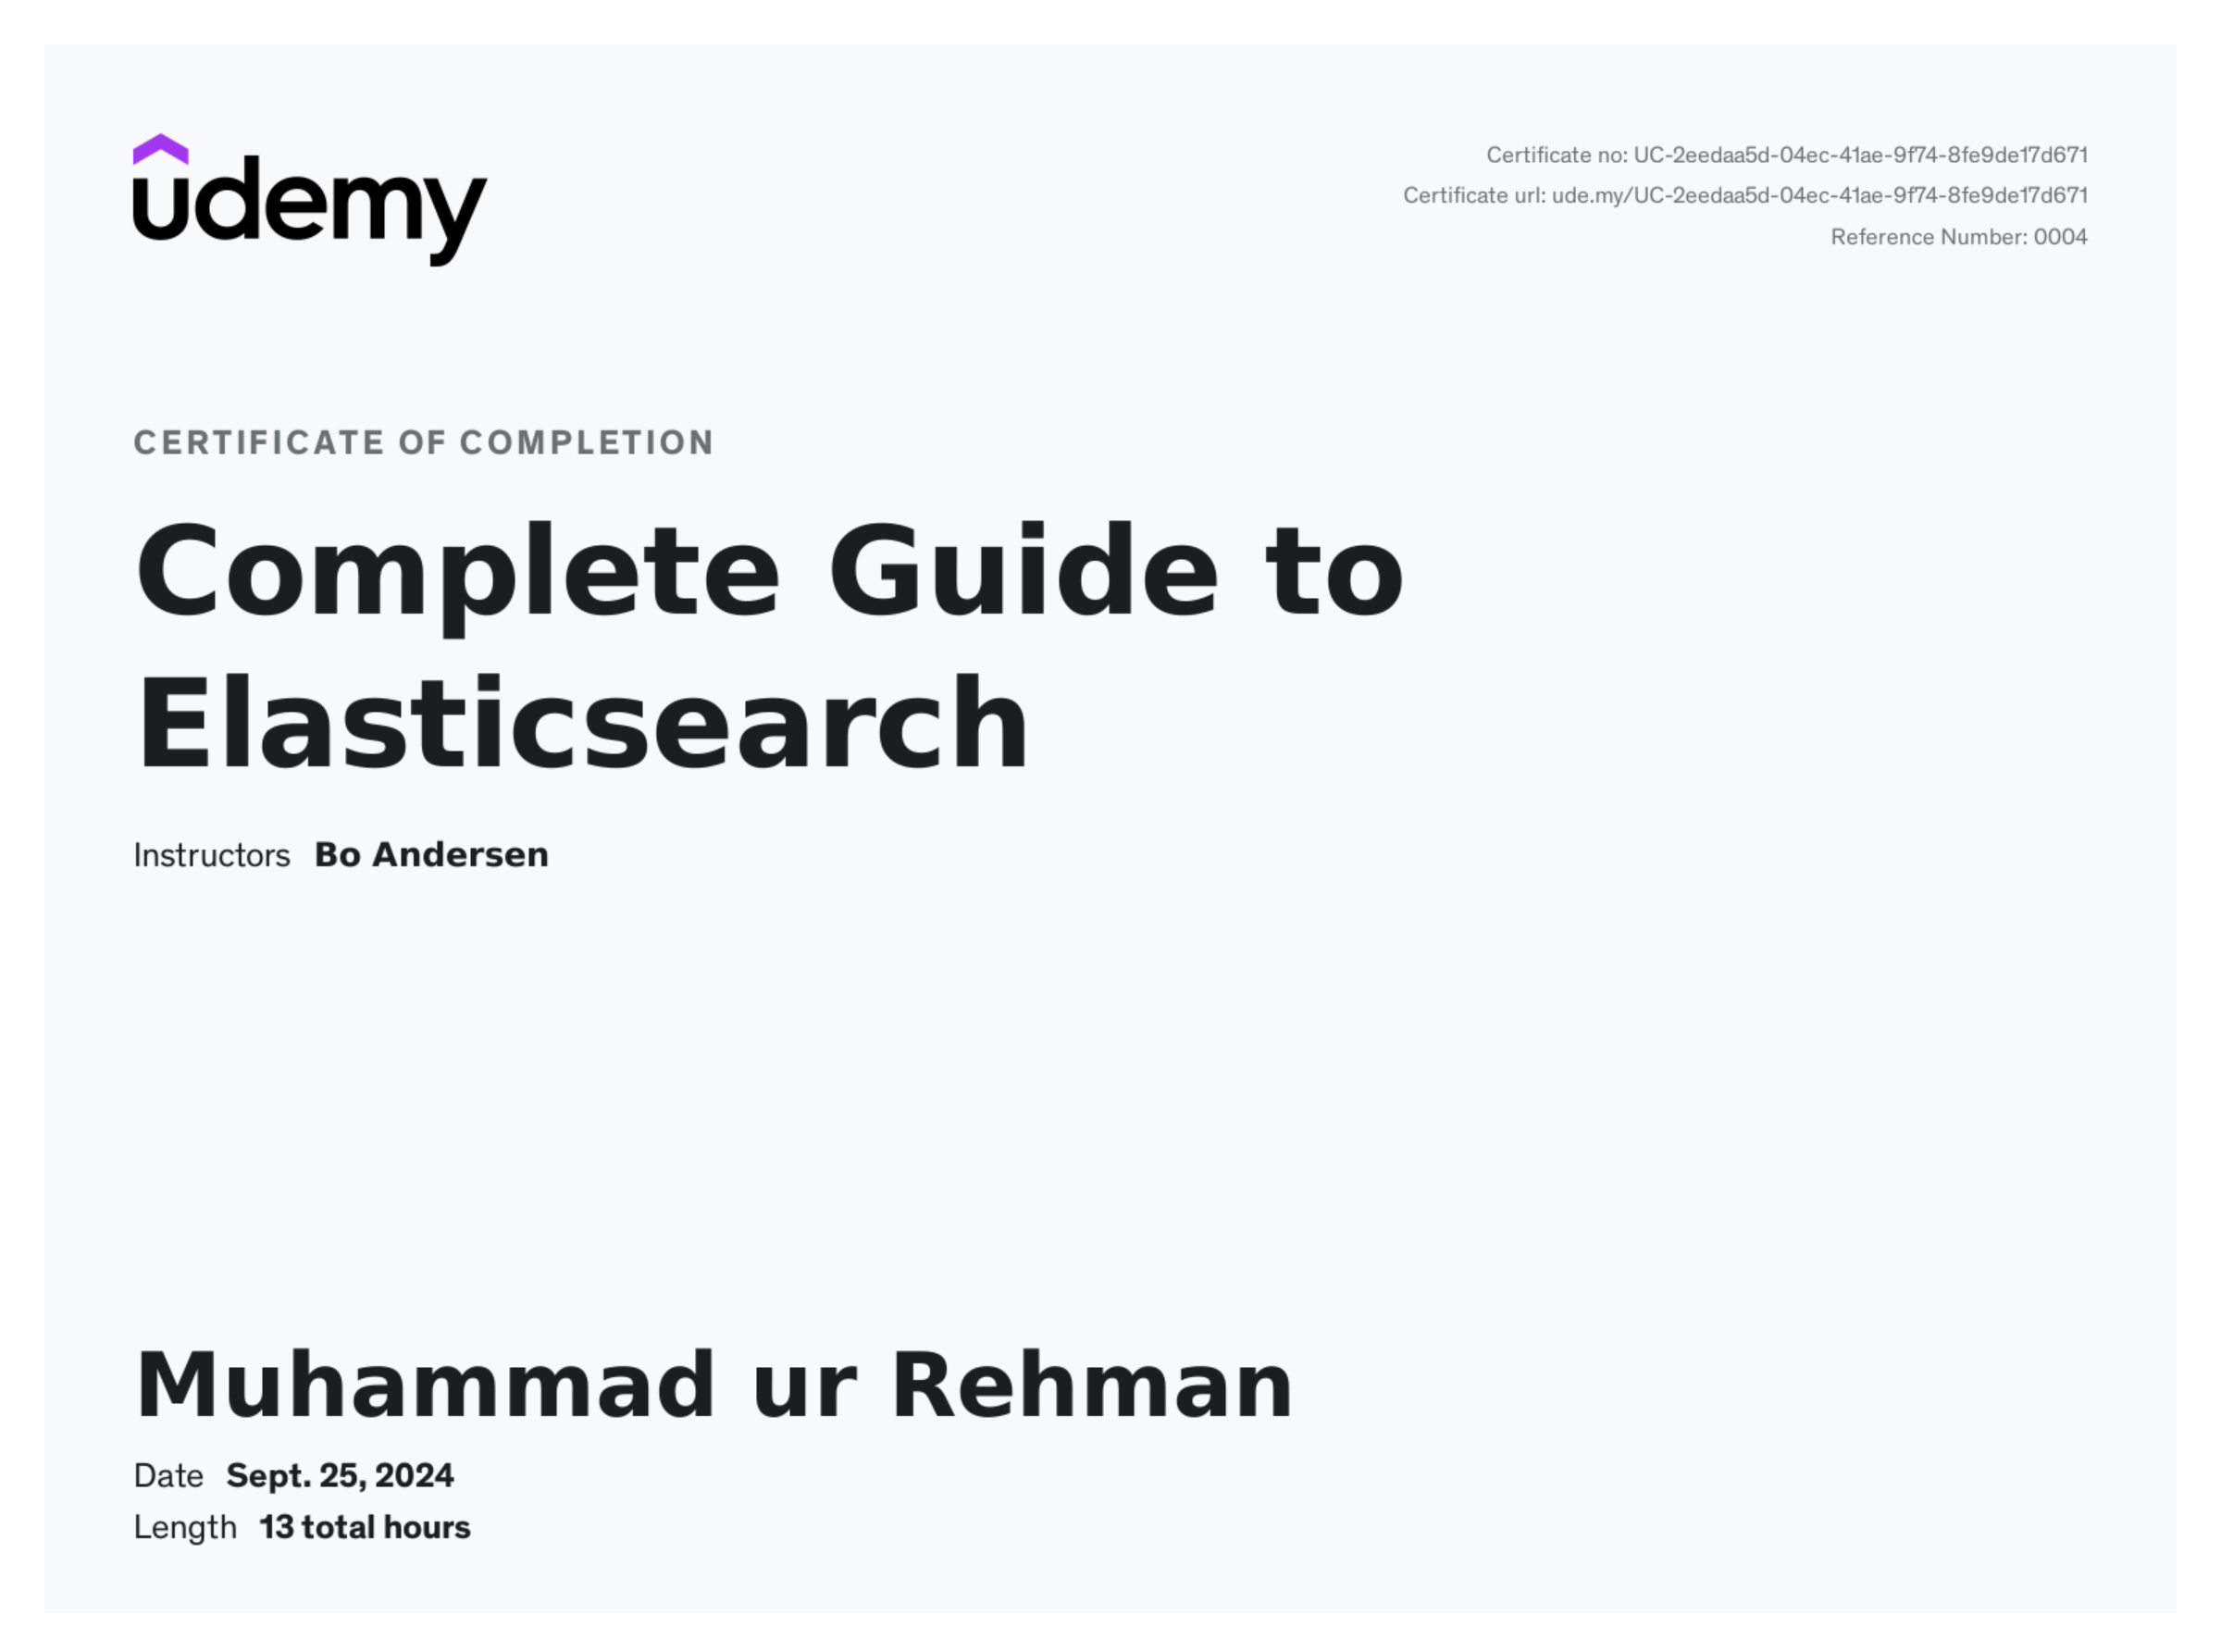 udemy
Certificate no: UC-2eedaa5d-04ec-41ae-9f74-8fe9de17d671
Certificate url: ude.my/UC-2eedaa5d-04ec-41ae-9f74-8fe9de17d671
Reference Number: 0004
CERTIFICATE OF COMPLETION
Complete Guide to
Elasticsearch
Instructors Bo Andersen
Muhammad ur Rehman
Date Sept. 25, 2024
Length 13 total hours